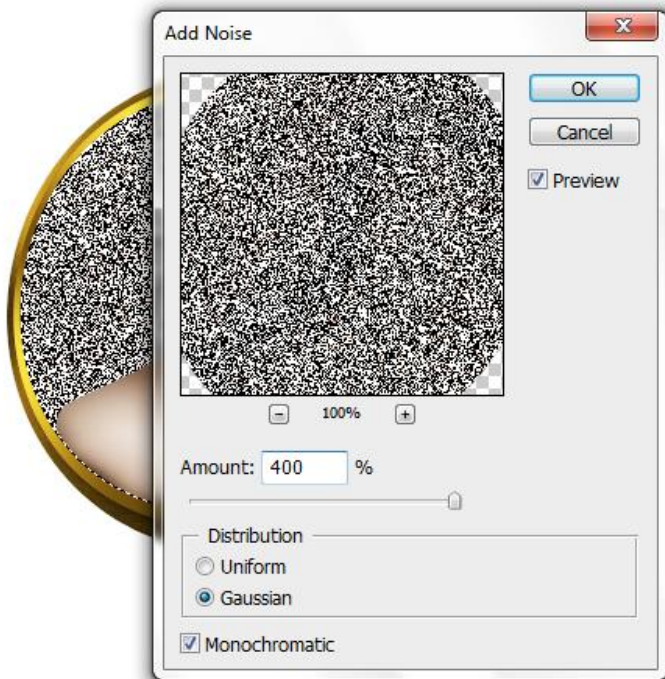 Add Noise
OK
Cancel
Preview
100%
Amount: 400 %
Distribution
Uniform
Gaussian
Monochromatic